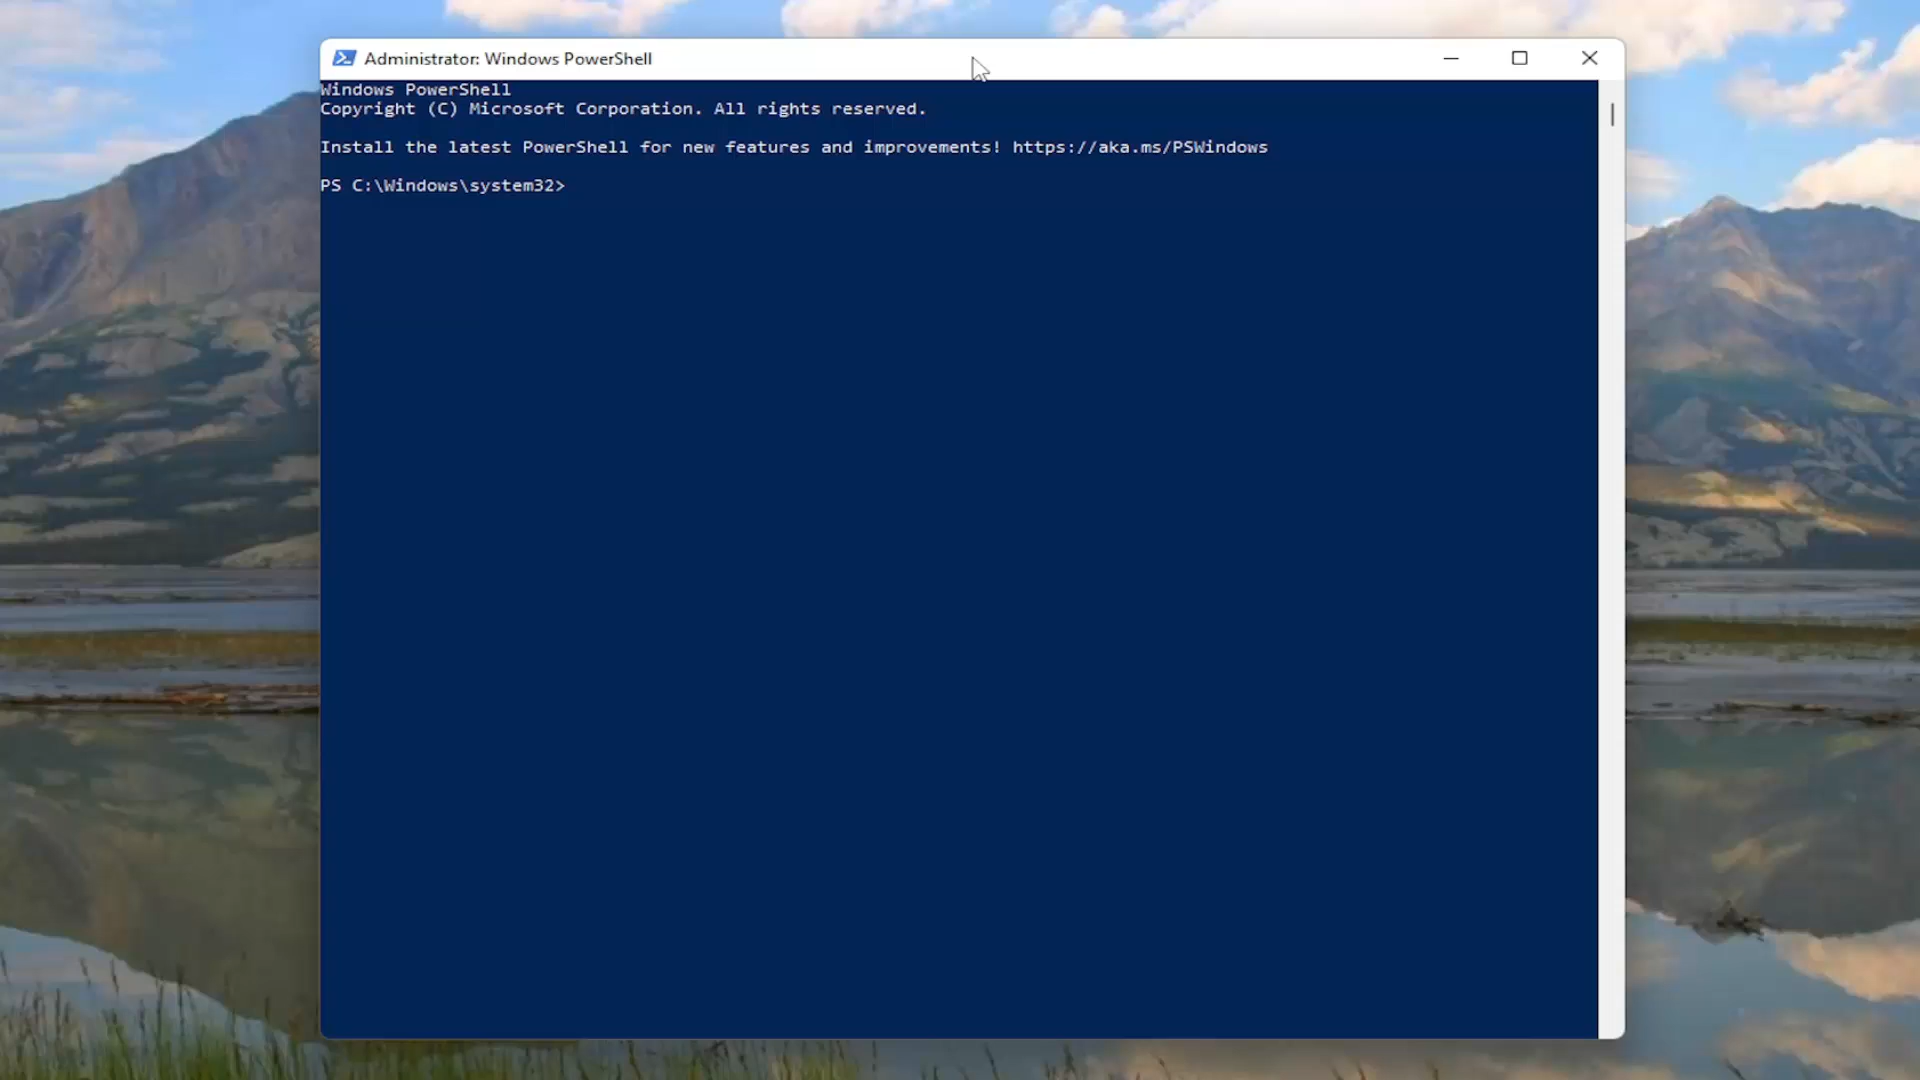 Administrator: Windows PowerShell
Windows PowerShell
Copyright (C) Microsoft Corporation. All rights reserved.
Install the latest PowerShell for new features and improvements! https://aka.ms/PSWindows
PS C:\Windows\system32>